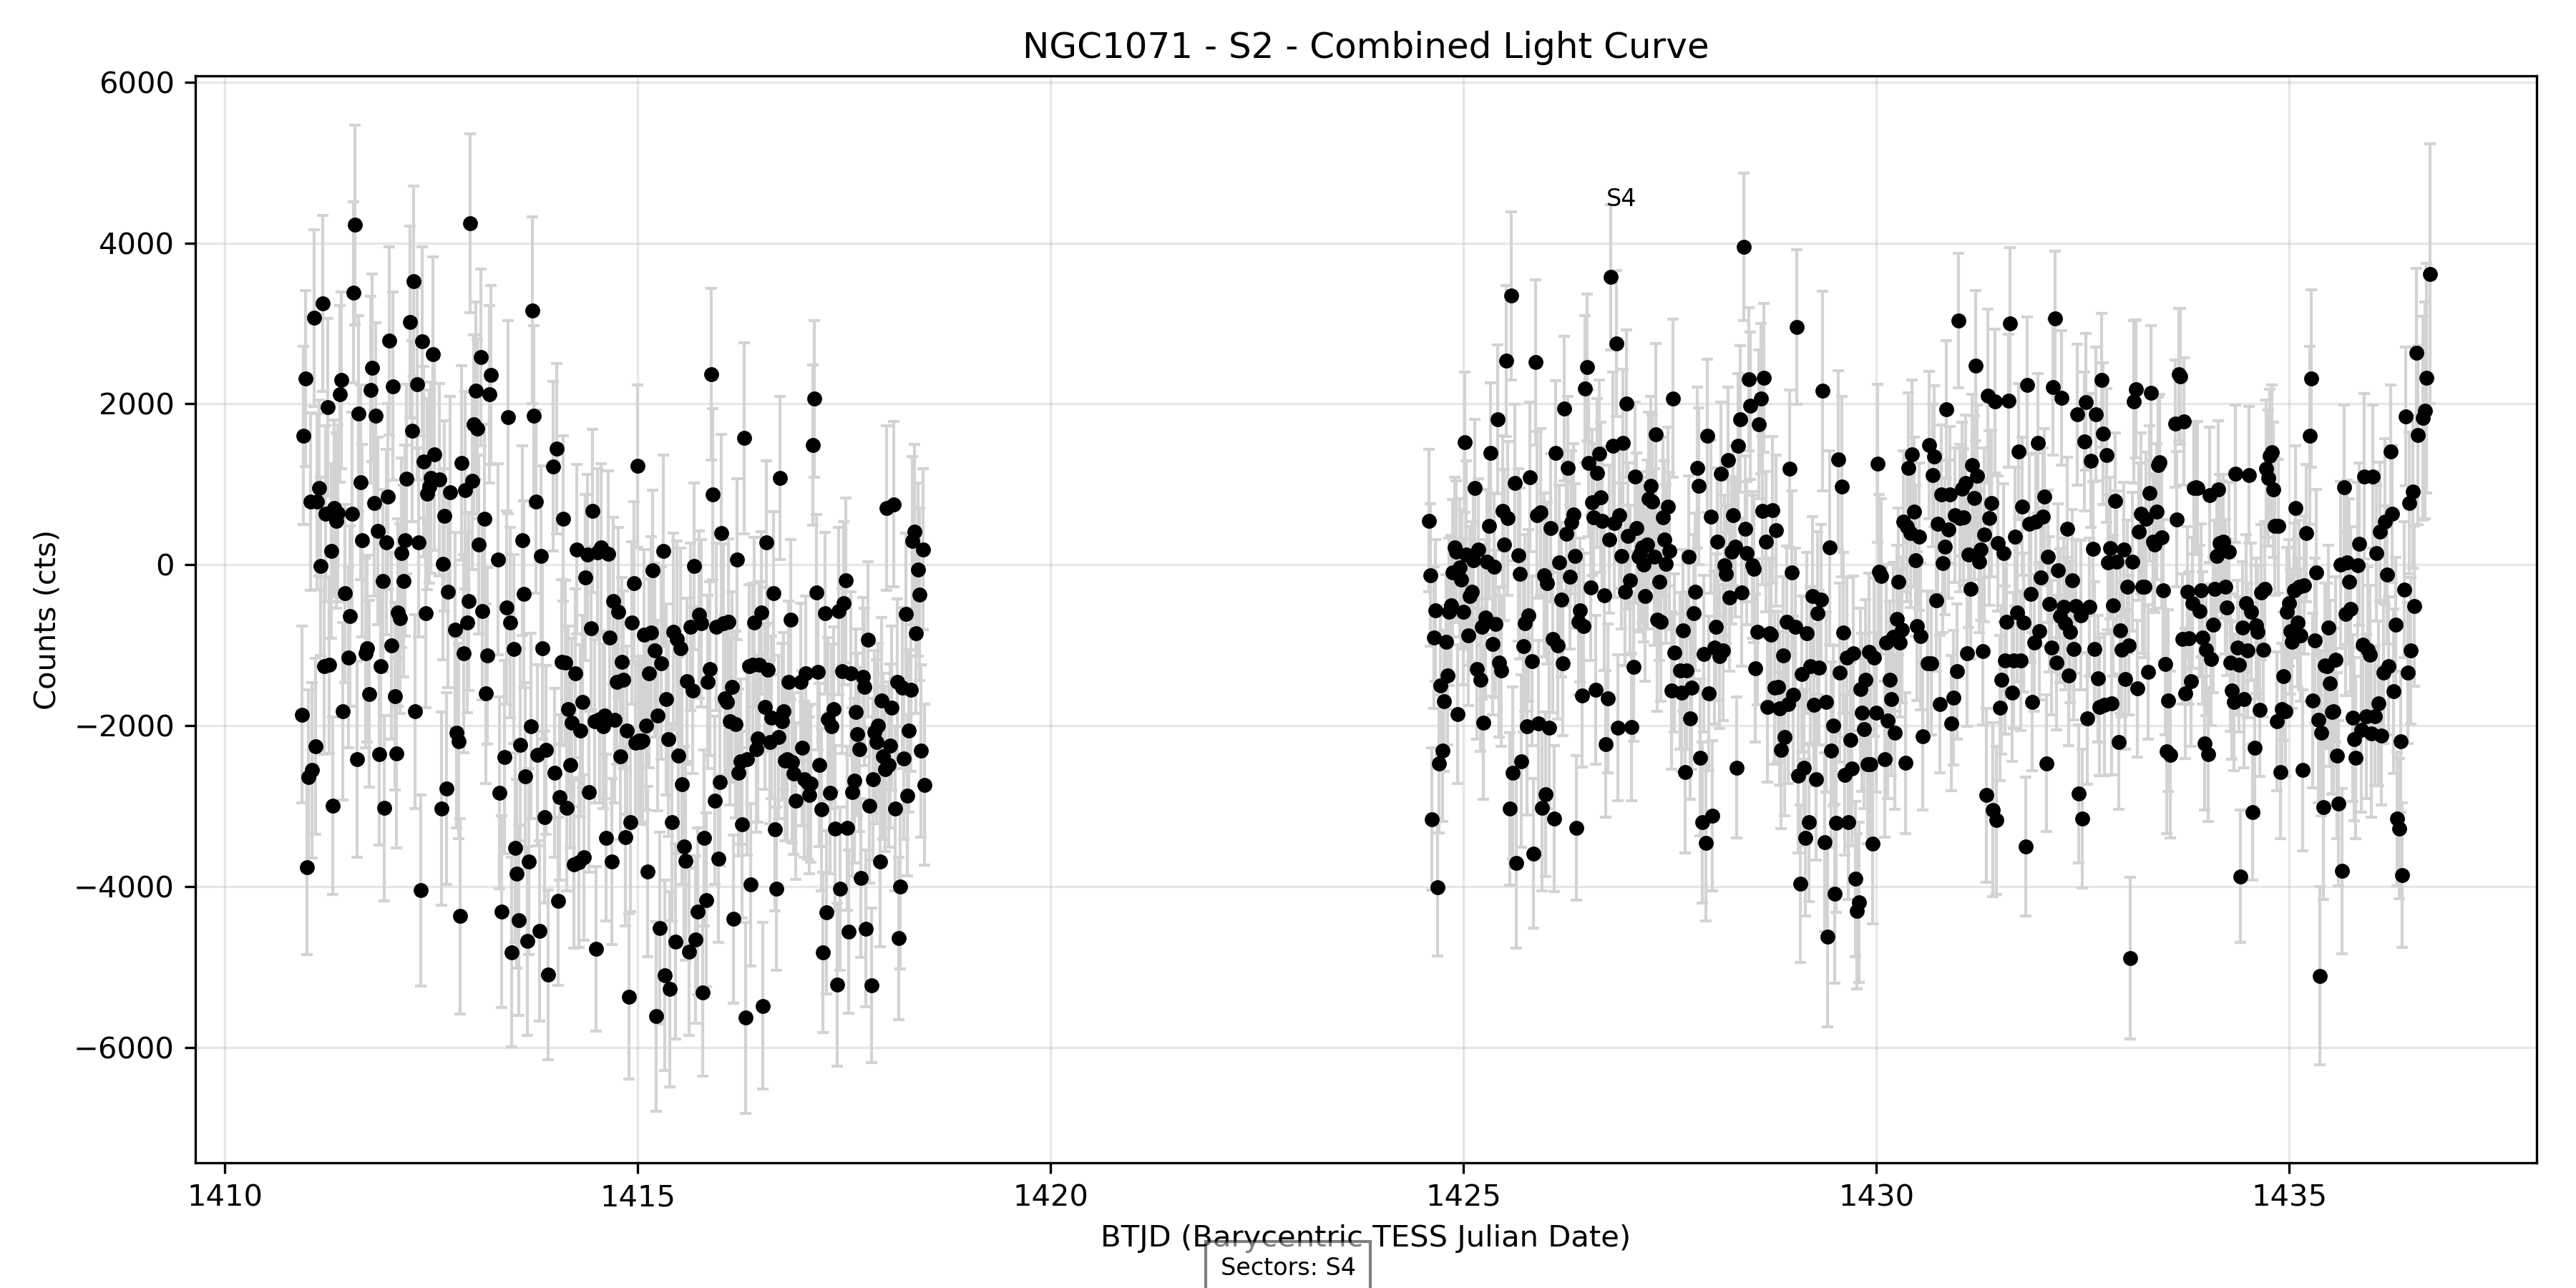 NGC1071 - S2 - Combined Light Curve
Counts (cts)
6000
4000
2000
0
−2000
−4000
−6000
S4
1410
1415
1420
1425
1430
1435
BTJD (Barycentric TESS Julian Date)
Sectors: S4